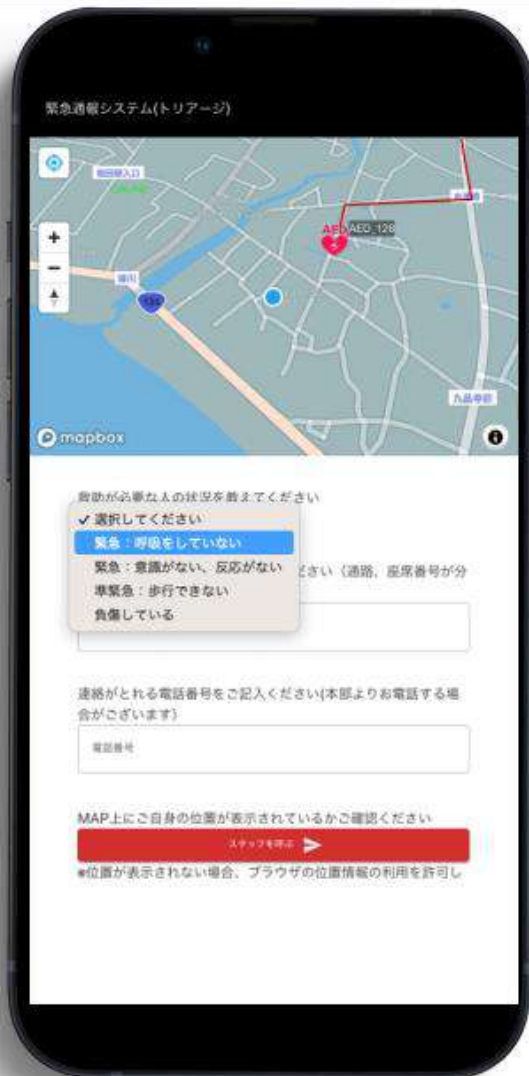 緊急通報システム(トリアージ)
AED AED_128
134
九品寺前
mapbox
救助が必要な人の状況を教えてください
✓ 選択してください
緊急：呼吸をしていない
緊急：意識がない、反応がない
ださい（通路、座席番号が分
準緊急：歩行できない
負傷している
連絡がとれる電話番号をご記入ください(本部よりお電話する場
合がございます)
電話番号
MAP上にご自身の位置が表示されているかご確認ください
スタッフを呼ぶ
※位置が表示されない場合、ブラウザの位置情報の利用を許可し